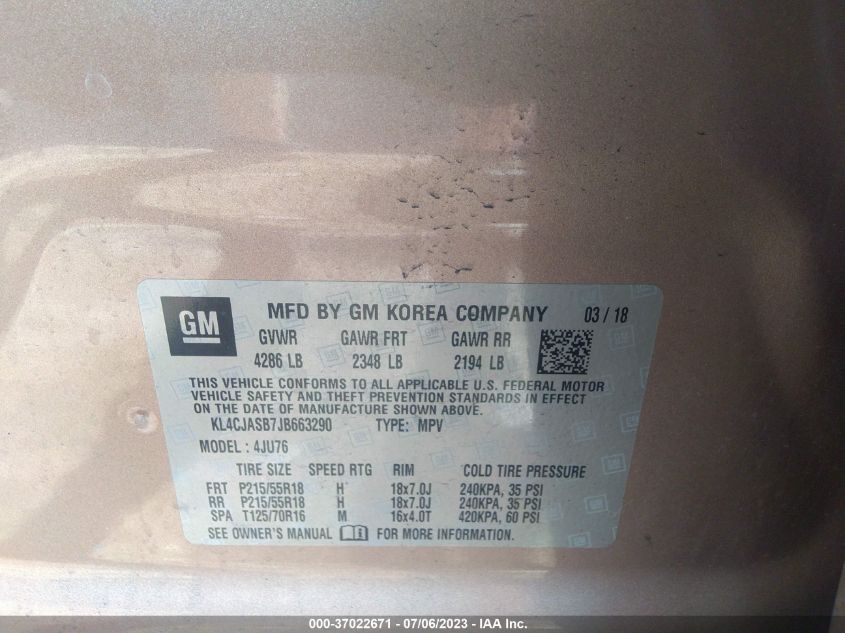 GM
MFD BY GM KOREA COMPANY 03 / 18
GVWR GAWR FRT GAWR RR
4286 LB 2348 LB 2194 LB
THIS VEHICLE CONFORMS TO ALL APPLICABLE U.S. FEDERAL MOTOR
VEHICLE SAFETY AND THEFT PREVENTION STANDARDS IN EFFECT
ON THE DATE OF MANUFACTURE SHOWN ABOVE.
KL4CJASB7JB663290 TYPE: MPV
MODEL : 4JU76
TIRE SIZE SPEED RTG RIM COLD TIRE PRESSURE
FRT P215/55R18 H 18x7.0J 240KPA, 35 PSI
RR P215/55R18 H 18x7.0J 240KPA, 35 PSI
SPA T125/70R16 M 16x4.0T 420KPA, 60 PSI
SEE OWNER'S MANUAL FOR MORE INFORMATION.
000-37022671 - 07/06/2023 - IAA Inc.